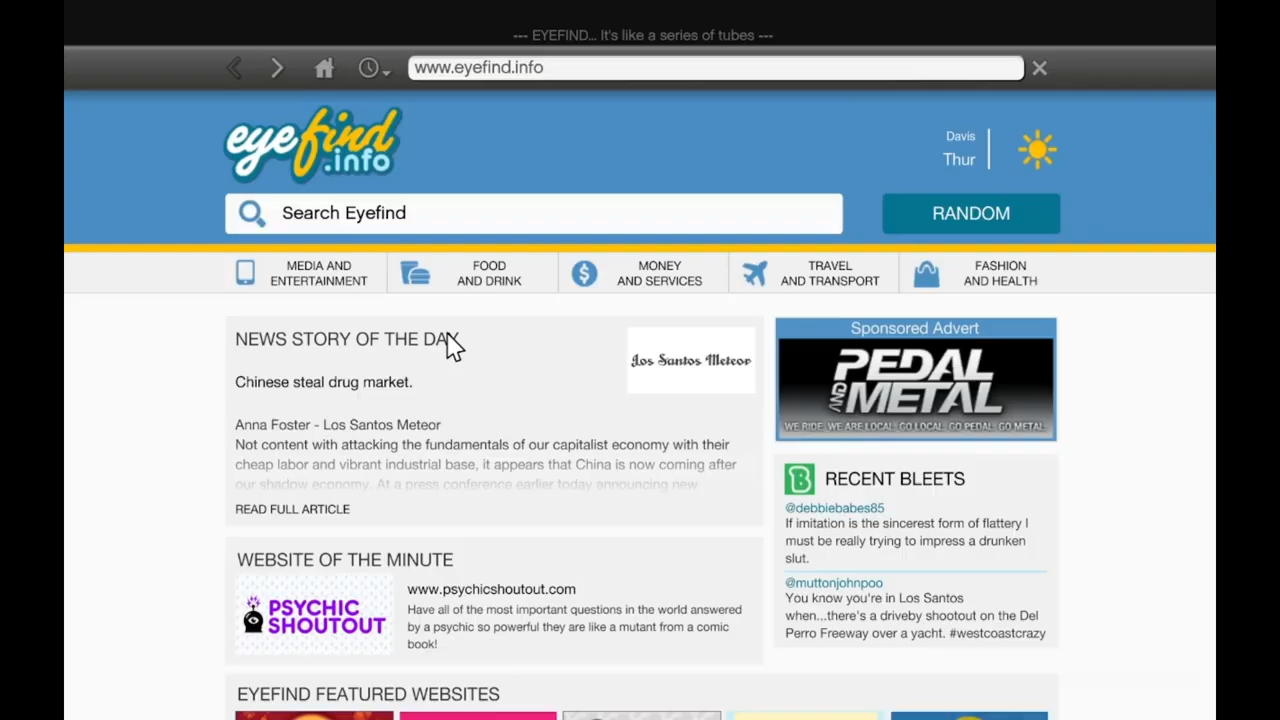 --- EYEFIND... It's like a series of tubes ---
www.eyefind.info
eyefind
.info
Davis
Thur
Search Eyefind
RANDOM
MEDIA AND
ENTERTAINMENT
FOOD
AND DRINK
MONEY
AND SERVICES
TRAVEL
AND TRANSPORT
FASHION
AND HEALTH
NEWS STORY OF THE DAY
Los Santos Meteor
Chinese steal drug market.
Anna Foster - Los Santos Meteor
Not content with attacking the fundamentals of our capitalist economy with their
cheap labor and vibrant industrial base, it appears that China is now coming after
our shadow economy. At a press conference earlier today announcing new
READ FULL ARTICLE
WEBSITE OF THE MINUTE
PSYCHIC
SHOUTOUT
www.psychicshoutout.com
Have all of the most important questions in the world answered
by a psychic so powerful they are like a mutant from a comic
book!
Sponsored Advert
PEDAL
AND METAL
WE RIDE. WE ARE LOCAL. GO LOCAL. GO PEDAL. GO METAL.
B
RECENT BLEETS
@debbiebabes85
If imitation is the sincerest form of flattery I
must be really trying to impress a drunken
slut.
@muttonjohnpoo
You know you're in Los Santos
when...there's a driveby shootout on the Del
Perro Freeway over a yacht. #westcoastcrazy
EYEFIND FEATURED WEBSITES